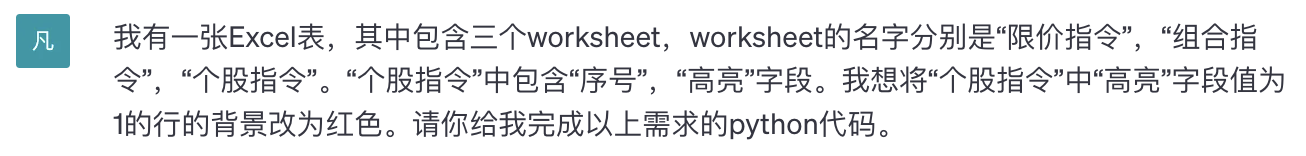 凡
我有一张Excel表，其中包含三个worksheet，worksheet的名字分别是“限价指令”，“组合指
令”，“个股指令”。“个股指令”中包含“序号”，“高亮”字段。我想将“个股指令”中“高亮”字段值为
1的行的背景改为红色。请你给我完成以上需求的python代码。